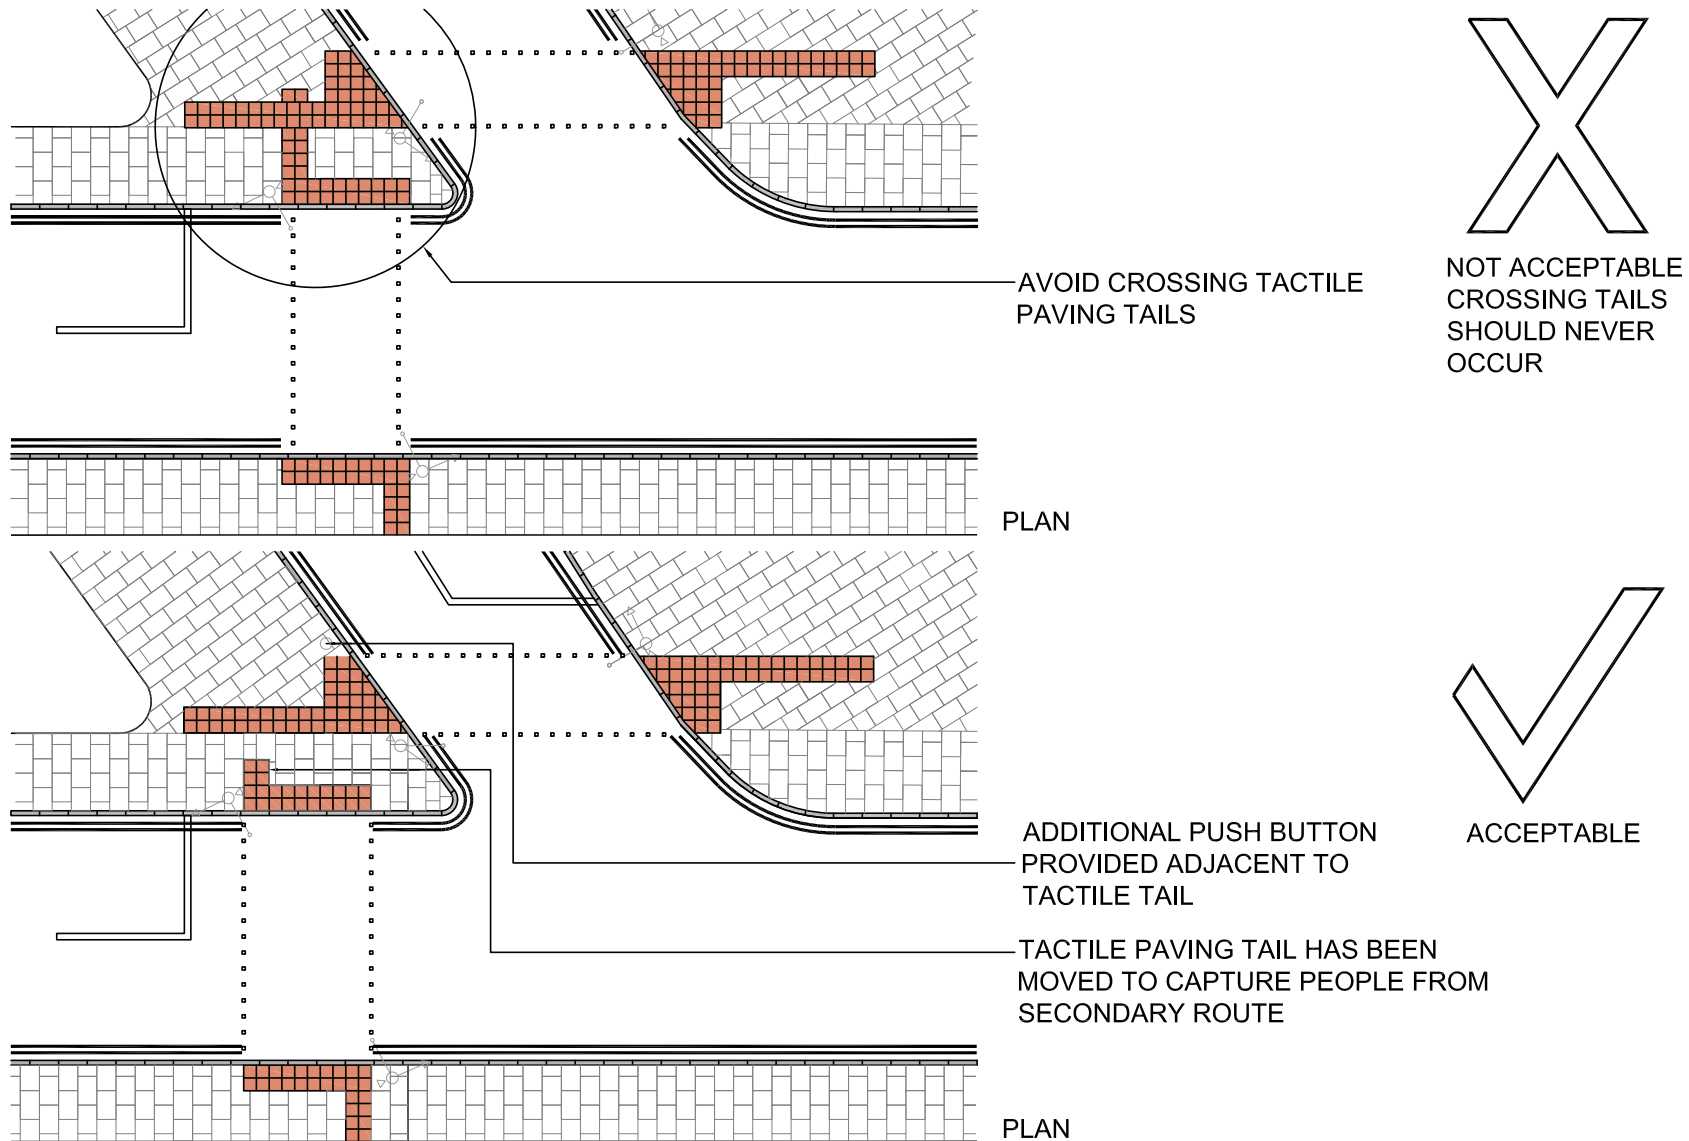 AVOID CROSSING TACTILE
PAVING TAILS
NOT ACCEPTABLE
CROSSING TAILS
SHOULD NEVER
OCCUR
PLAN
ADDITIONAL PUSH BUTTON
PROVIDED ADJACENT TO
TACTILE TAIL
ACCEPTABLE
TACTILE PAVING TAIL HAS BEEN
MOVED TO CAPTURE PEOPLE FROM
SECONDARY ROUTE
PLAN